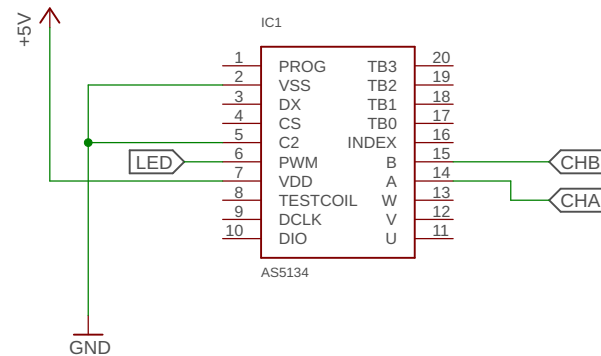 +5V
IC1
1 PROG TB3 20
2 VSS TB2 19
3 DX TB1 18
4 CS TB0 17
5 C2 INDEX 16
LED 6 PWM B 15 CHB
7 VDD A 14
8 TESTCOIL W 13 CHA
9 DCLK V 12
10 DIO U 11
AS5134
GND